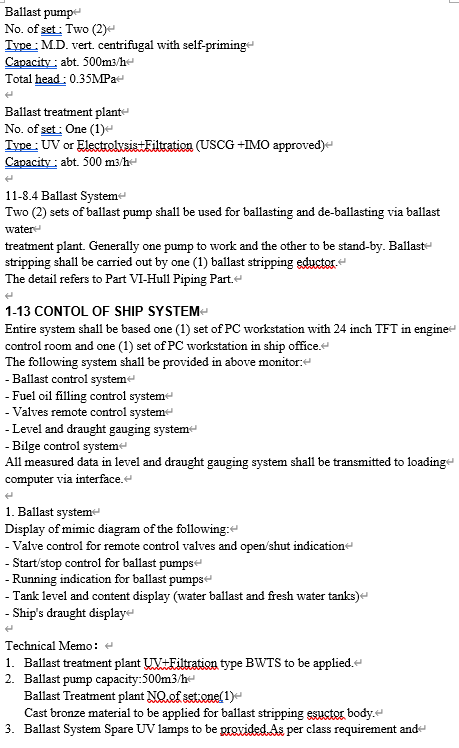 Ballast pump
No. of set : Two (2)
Type : M.D. vert. centrifugal with self-priming
Capacity : abt. 500m3/h
Total head : 0.35MPa
Ballast treatment plant
No. of set : One (1)
Type : UV or Electrolysis+Filtration (USCG +IMO approved)
Capacity : abt. 500 m3/h
11-8.4 Ballast System
Two (2) sets of ballast pump shall be used for ballasting and de-ballasting via ballast
water
treatment plant. Generally one pump to work and the other to be stand-by. Ballast
stripping shall be carried out by one (1) ballast stripping eductor.
The detail refers to Part VI-Hull Piping Part.
1-13 CONTOL OF SHIP SYSTEM
Entire system shall be based one (1) set of PC workstation with 24 inch TFT in engine
control room and one (1) set of PC workstation in ship office.
The following system shall be provided in above monitor:
- Ballast control system
- Fuel oil filling control system
- Valves remote control system
- Level and draught gauging system
- Bilge control system
All measured data in level and draught gauging system shall be transmitted to loading
computer via interface.
1. Ballast system
Display of mimic diagram of the following:
- Valve control for remote control valves and open/shut indication
- Start/stop control for ballast pumps
- Running indication for ballast pumps
- Tank level and content display (water ballast and fresh water tanks)
- Ship's draught display
Technical Memo：
1. Ballast treatment plant UV+Filtration type BWTS to be applied.
2. Ballast pump capacity:500m3/h
Ballast Treatment plant NO.of set:one(1)
Cast bronze material to be applied for ballast stripping esuctor body.
3. Ballast System Spare UV lamps to be provided.As per class requirement and